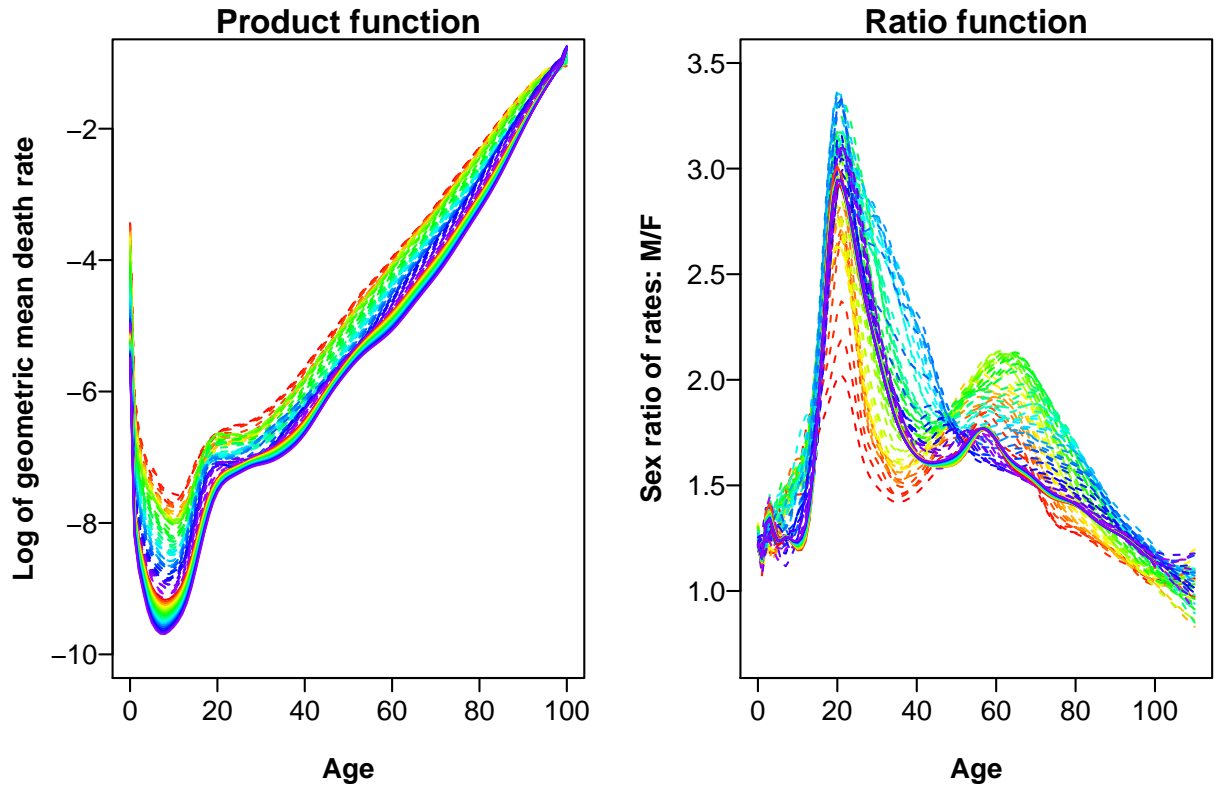 Product function
Log of geometric mean death rate
−2
−4
−6
−8
−10
0 20 40 60 80 100
Age
Ratio function
Sex ratio of rates: M/F
3.5
3.0
2.5
2.0
1.5
1.0
0 20 40 60 80 100
Age